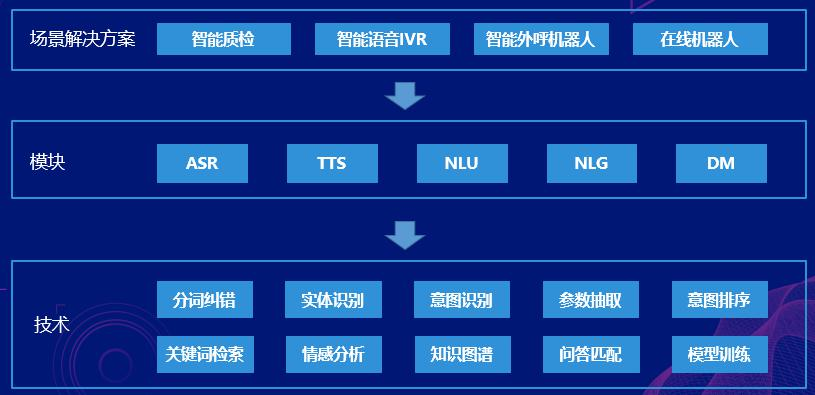 场景解决方案 智能质检 智能语音IVR 智能外呼机器人 在线机器人
模块 ASR TTS NLU NLG DM
技术
分词纠错 实体识别 意图识别 参数抽取 意图排序
关键词检索 情感分析 知识图谱 问答匹配 模型训练